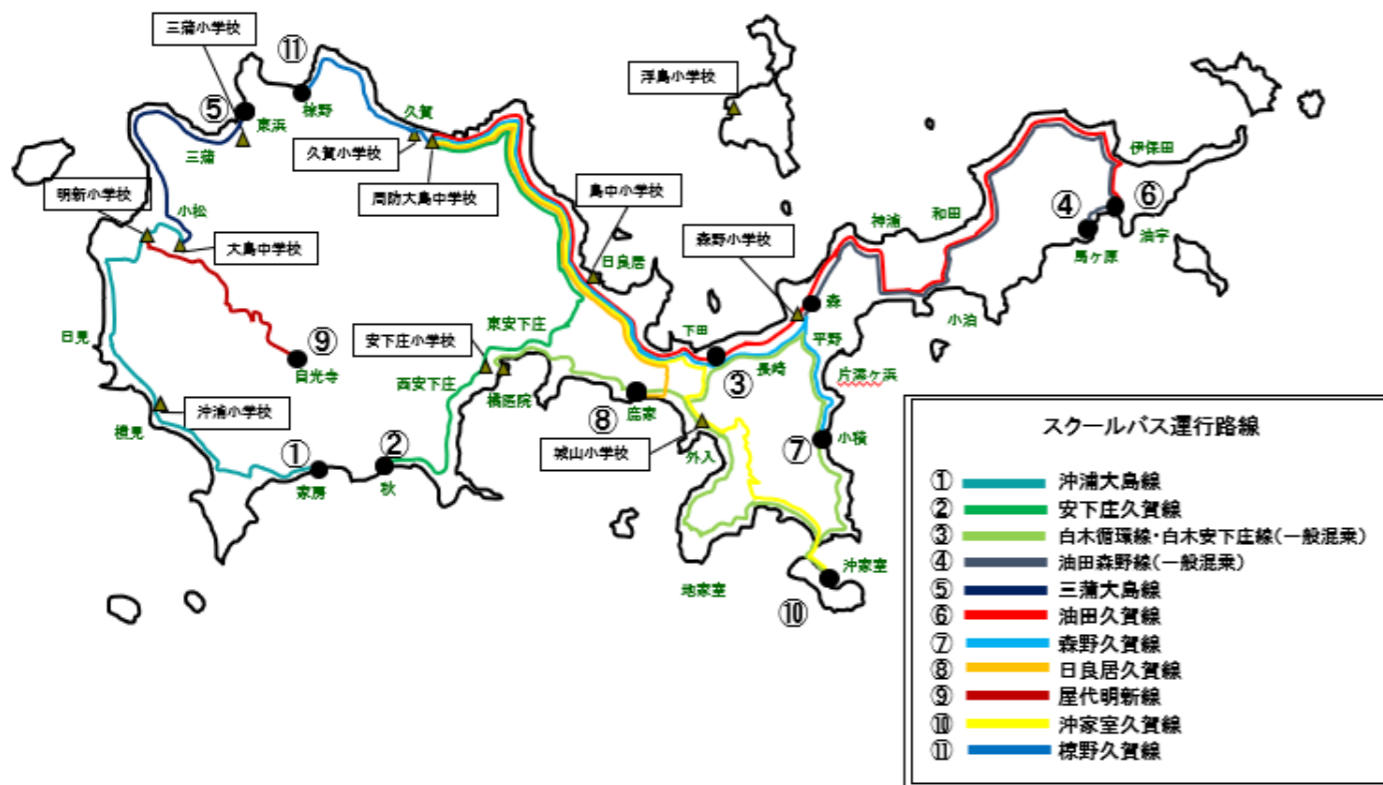 三蒲小学校
⑪
浮島小学校
⑤
東浜
椋野
久賀
三蒲
久賀小学校
伊保田
明新小学校
周防大島中学校
島中小学校
小松
和田
④
⑥
大島中学校
神浦
森野小学校
油宇
日良居
馬ヶ原
森
東安下庄
下田
小泊
日見
安下庄小学校
平野
⑨
長崎
西安下庄
③
片添ヶ浜
橘医院
沖浦小学校
⑧
庄家
スクールバス運行路線
横見
城山小学校
外入
⑦
小積
①
②
家房
秋
① 沖浦大島線
② 安下庄久賀線
③ 白木循環線・白木安下庄線(一般混乗)
④ 油田森野線(一般混乗)
沖家室
地家室
⑤ 三蒲大島線
⑩
⑥ 油田久賀線
⑦ 森野久賀線
⑧ 日良居久賀線
⑨ 屋代明新線
⑩ 沖家室久賀線
⑪ 椋野久賀線